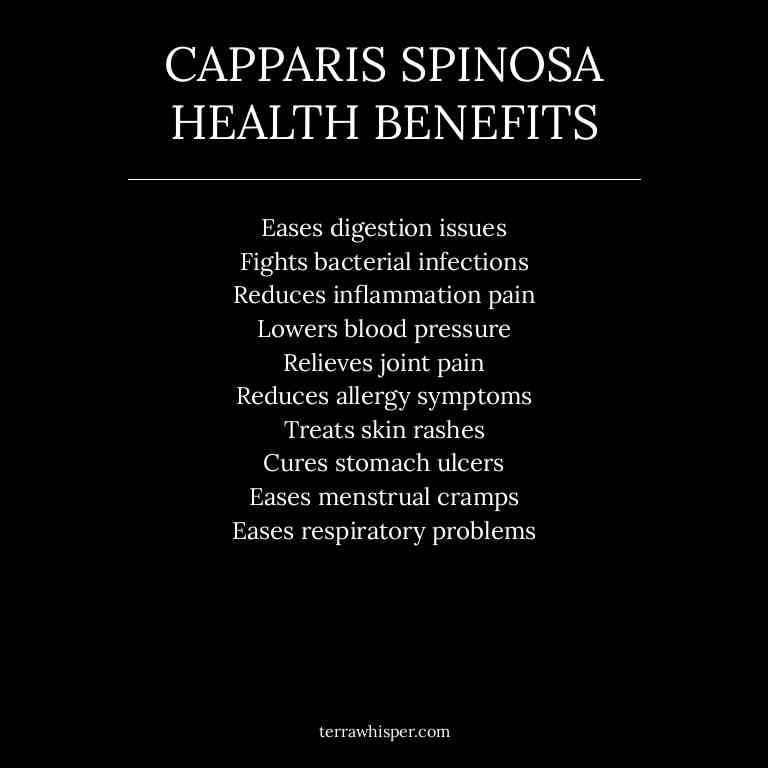 CAPPARIS SPINOSA
HEALTH BENEFITS
Eases digestion issues
Fights bacterial infections
Reduces inflammation pain
Lowers blood pressure
Relieves joint pain
Reduces allergy symptoms
Treats skin rashes
Cures stomach ulcers
Eases menstrual cramps
Eases respiratory problems
terrawhisper.com